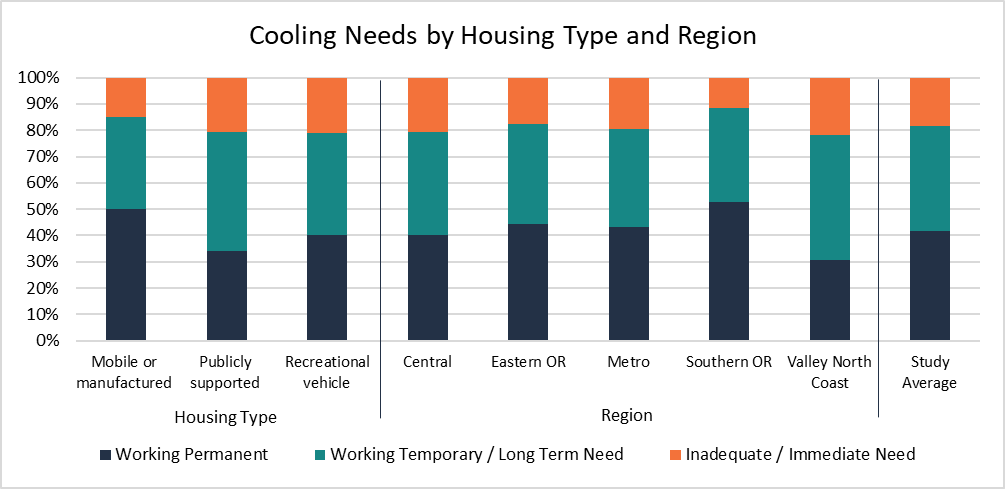 Cooling Needs by Housing Type and Region
100%
90%
80%
70%
60%
50%
40%
30%
20%
10%
0%
Mobile or
manufactured
Publicly
supported
Recreational
vehicle
Central
Eastern OR
Metro
Southern OR
Valley North
Coast
Study
Average
Housing Type
Region
Working Permanent
Working Temporary / Long Term Need
Inadequate / Immediate Need